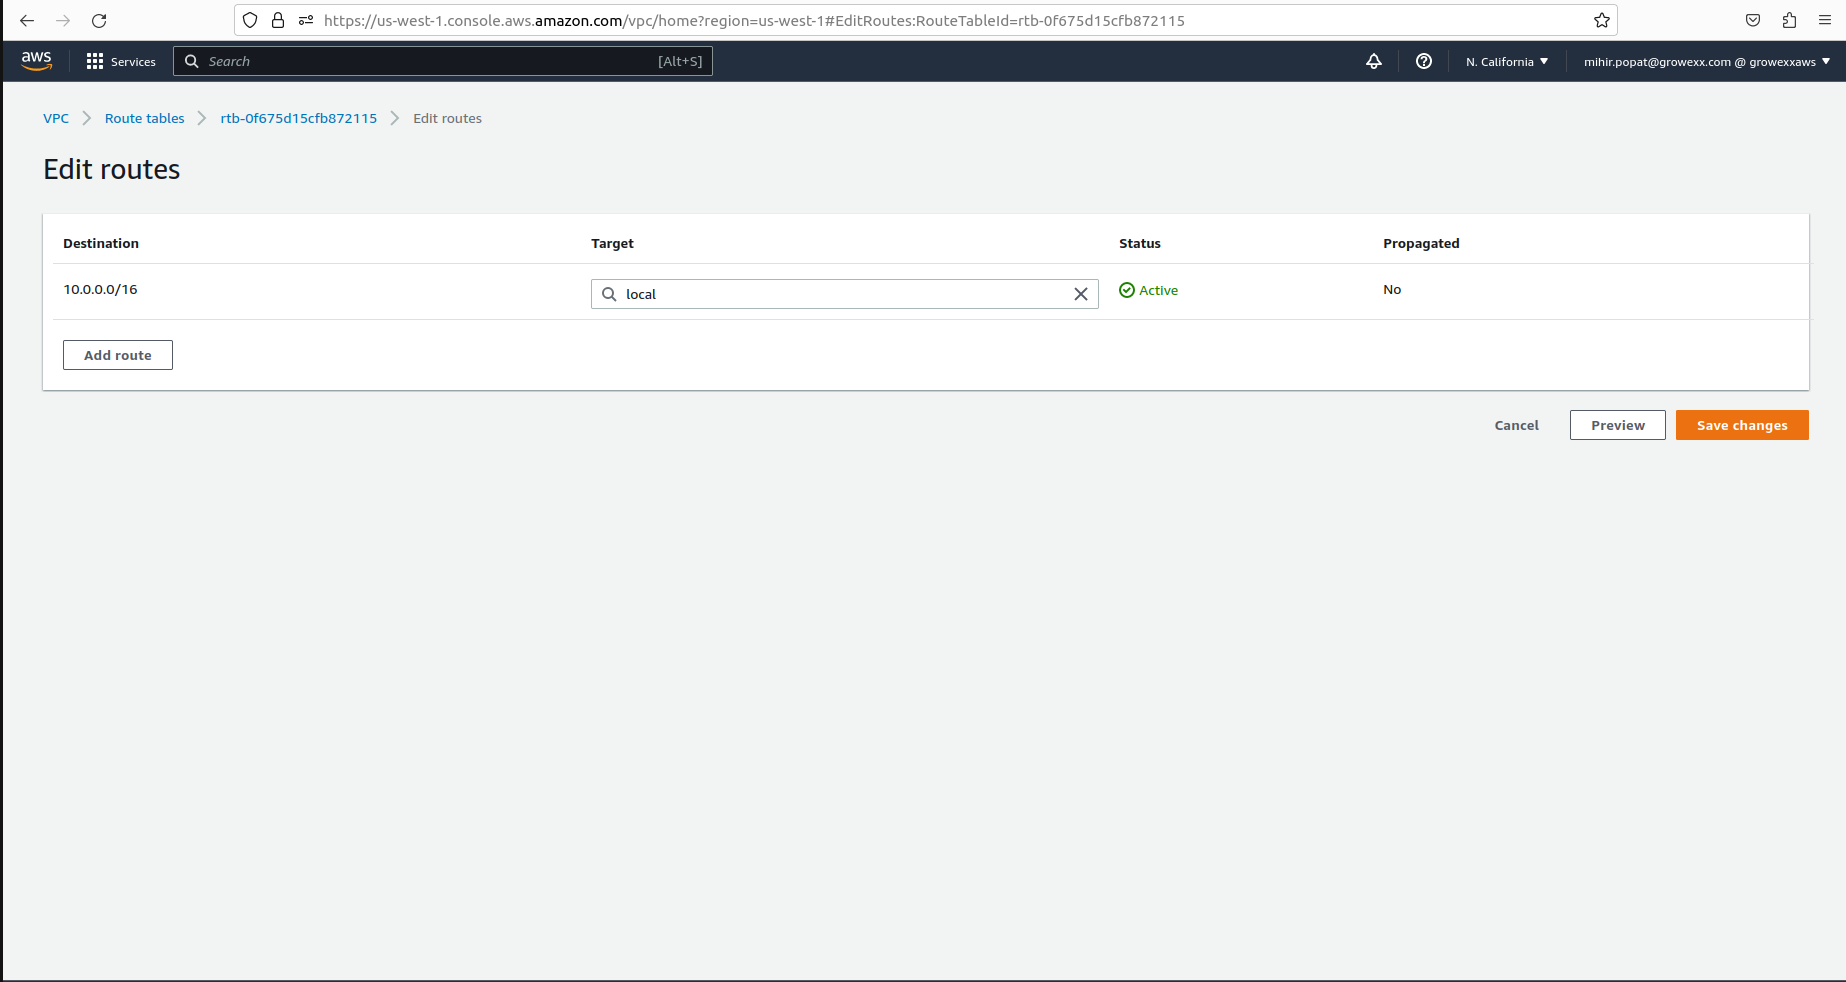 https://us-west-1.console.aws.amazon.com/vpc/home?region=us-west-1#EditRoutes:RouteTableId=rtb-0f675d15cfb872115
aws Services Search [Alt+S] N. California mihir.popat@growexx.com @ growexxaws
VPC Route tables rtb-0f675d15cfb872115 Edit routes
Edit routes
Destination Target Status Propagated
10.0.0.0/16 local Active No
Add route
Cancel Preview Save changes